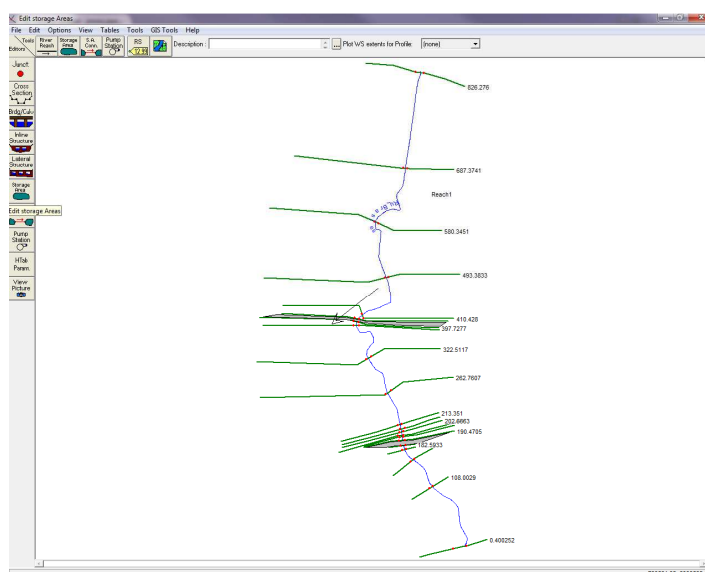 Edit storage Areas
File Edit Options View Tables Tools GIS Tools Help
Tools
Editors
River
Reach
Storage
Area
S.A.
Conn.
Pump
Station
RS
Description :
... Plot WS extents for Profile:
(none)
Junct.
Cross
Section
Brdg/Culv
Inline
Structure
Lateral
Structure
Storage
Area
Edit storage Areas
Pump
Station
HTab
Param.
View
Picture
826.276
687.3741
Reach1
580.3451
493.3833
410.428
397.7277
322.5117
262.7607
213.351
202.6663
190.4705
182.5933
108.0029
0.400252